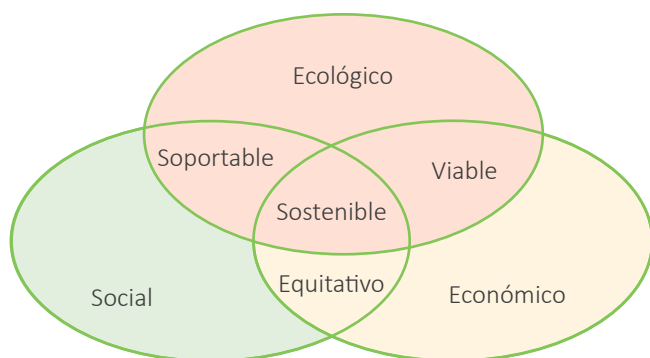 Ecológico
Soportable
Viable
Sostenible
Equitativo
Social
Económico